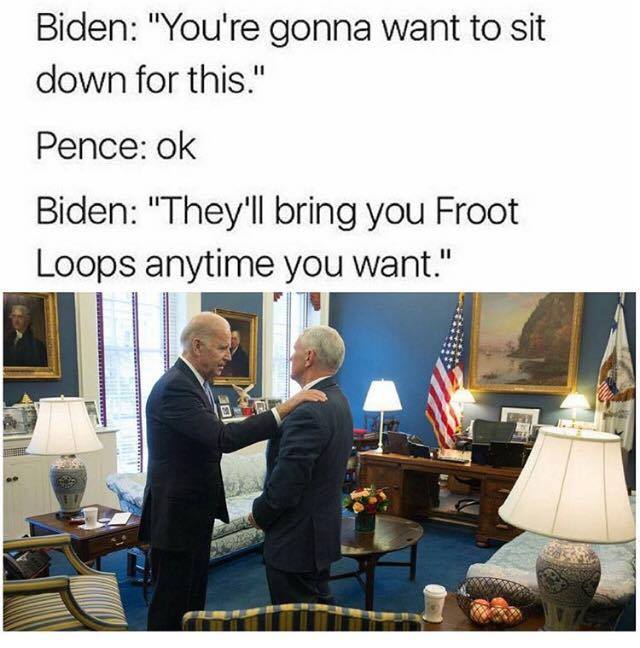 Biden: "You're gonna want to sit
down for this."
Pence: ok
Biden: "They'll bring you Froot
Loops anytime you want."